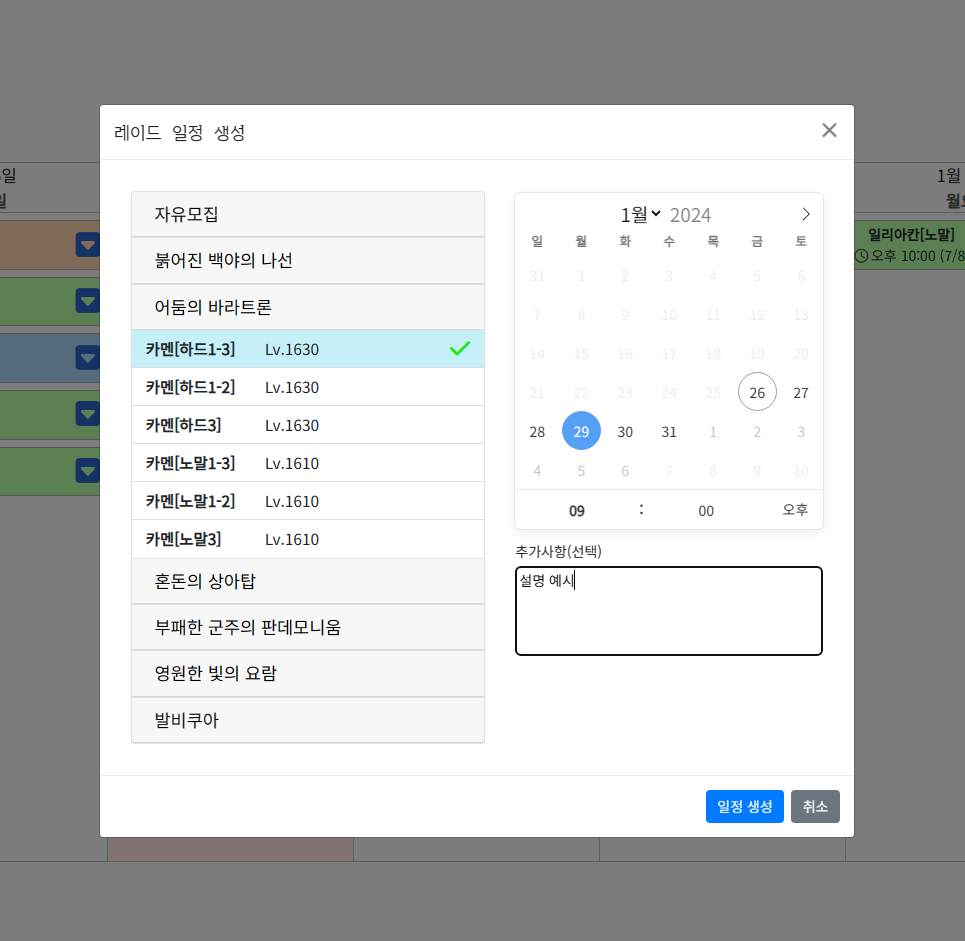 레이드 일정 생성
일
1월
일
월요
일리아칸[노말]
오후 10:00 (7/8
자유모집
붉어진 백야의 나선
어둠의 바라트론
카멘[하드1-3] Lv.1630
카멘[하드1-2] Lv.1630
카멘[하드3] Lv.1630
카멘[노말1-3] Lv.1610
카멘[노말1-2] Lv.1610
카멘[노말3] Lv.1610
혼돈의 상아탑
부패한 군주의 판데모니움
영원한 빛의 요람
발비쿠아
1월 2024
일 월 화 수 목 금 토
31 1 2 3 4 5 6
7 8 9 10 11 12 13
14 15 16 17 18 19 20
21 22 23 24 25 26 27
28 29 30 31 1 2 3
4 5 6 7 8 9 10
09 : 00 오후
추가사항(선택)
설명 예시
일정 생성 취소